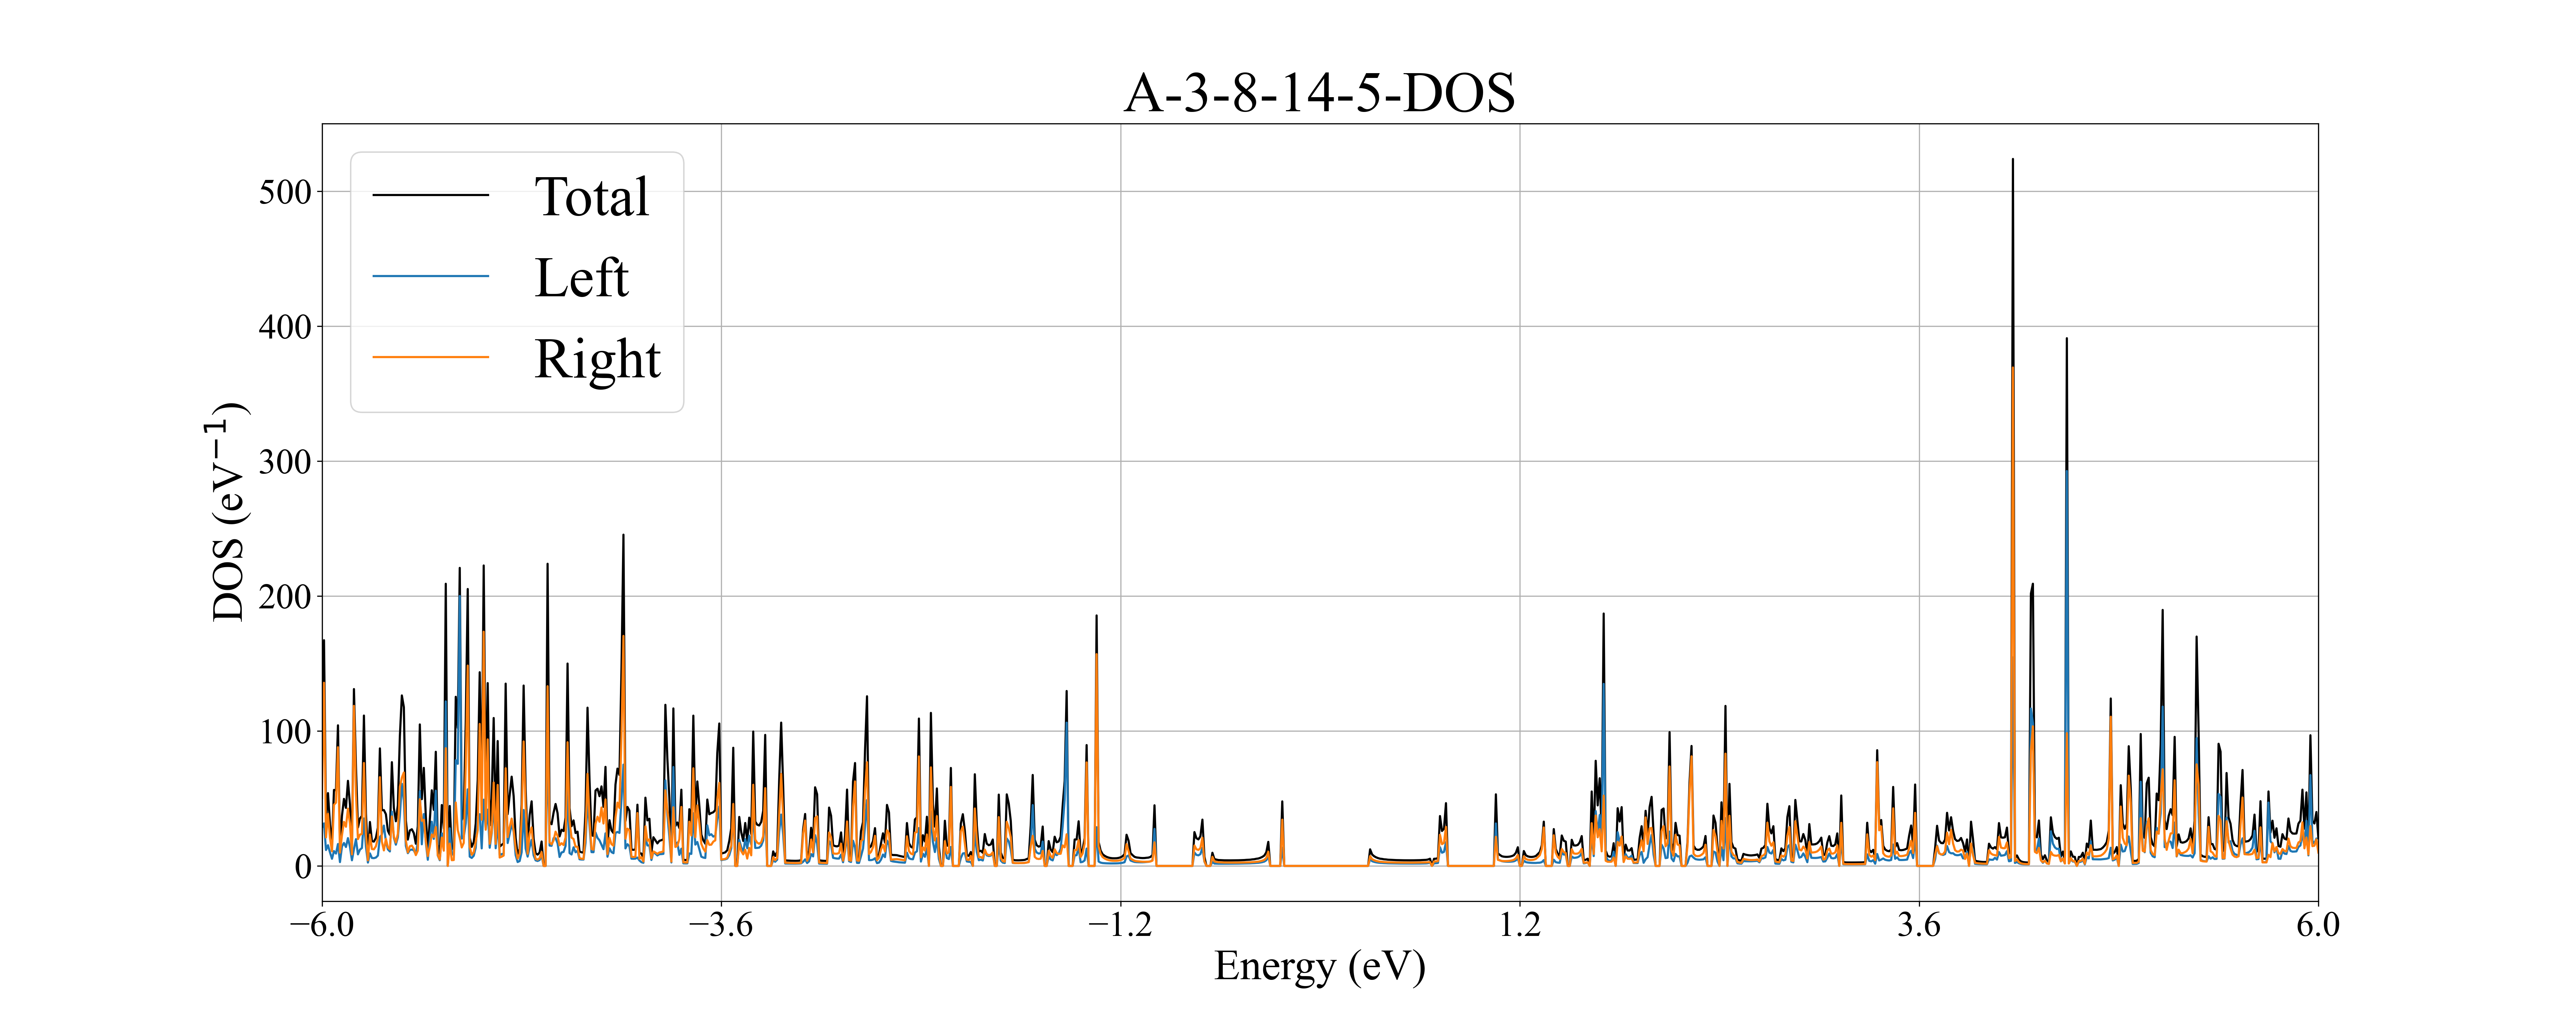 A-3-8-14-5-DOS
Total
Left
Right
DOS (eV⁻¹)
500
400
300
200
100
0
−6.0 −3.6 −1.2 1.2 3.6 6.0
Energy (eV)